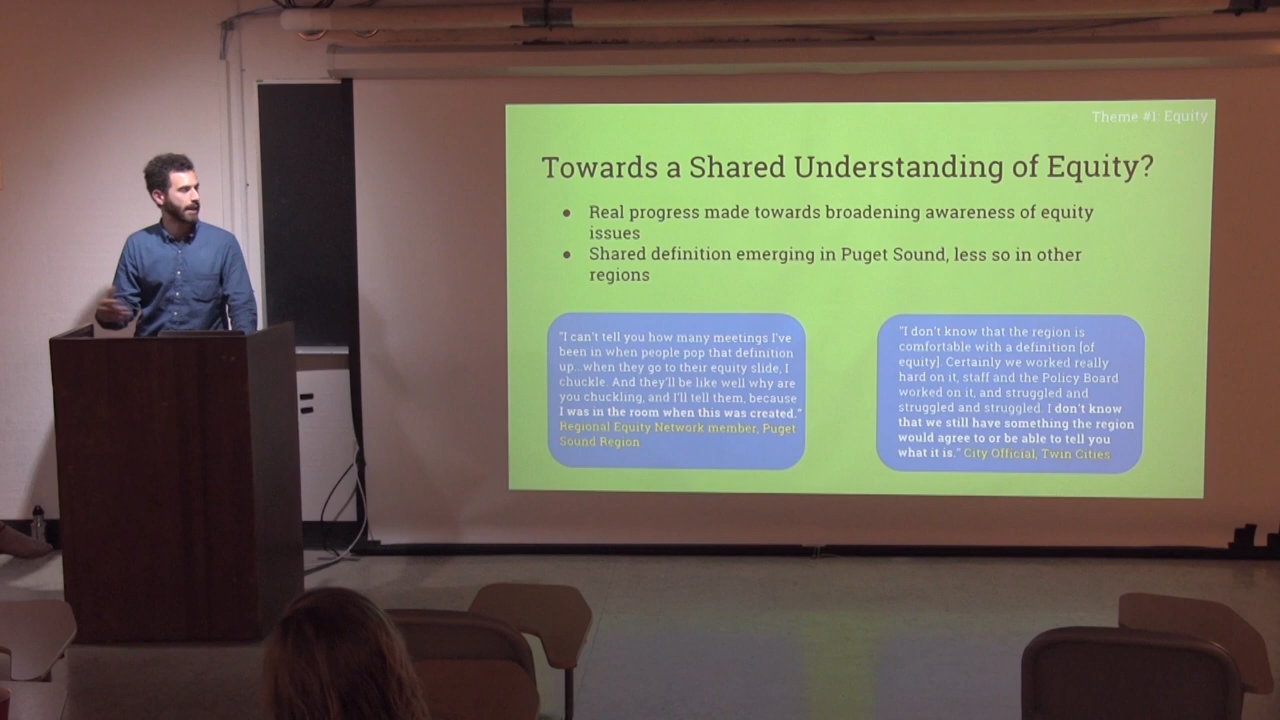 Theme #1: Equity
Towards a Shared Understanding of Equity?
● Real progress made towards broadening awareness of equity
issues
● Shared definition emerging in Puget Sound, less so in other
regions
"I can't tell you how many meetings I've
been in when people pop that definition
up...when they go to their equity slide, I
chuckle. And they'll be like well why are
you chuckling, and I'll tell them, because
I was in the room when this was created."
Regional Equity Network member, Puget
Sound Region
"I don't know that the region is
comfortable with a definition [of
equity]. Certainly we worked really
hard on it, staff and the Policy Board
worked on it, and struggled and
struggled and struggled. I don't know
that we still have something the region
would agree to or be able to tell you
what it is." City Official, Twin Cities